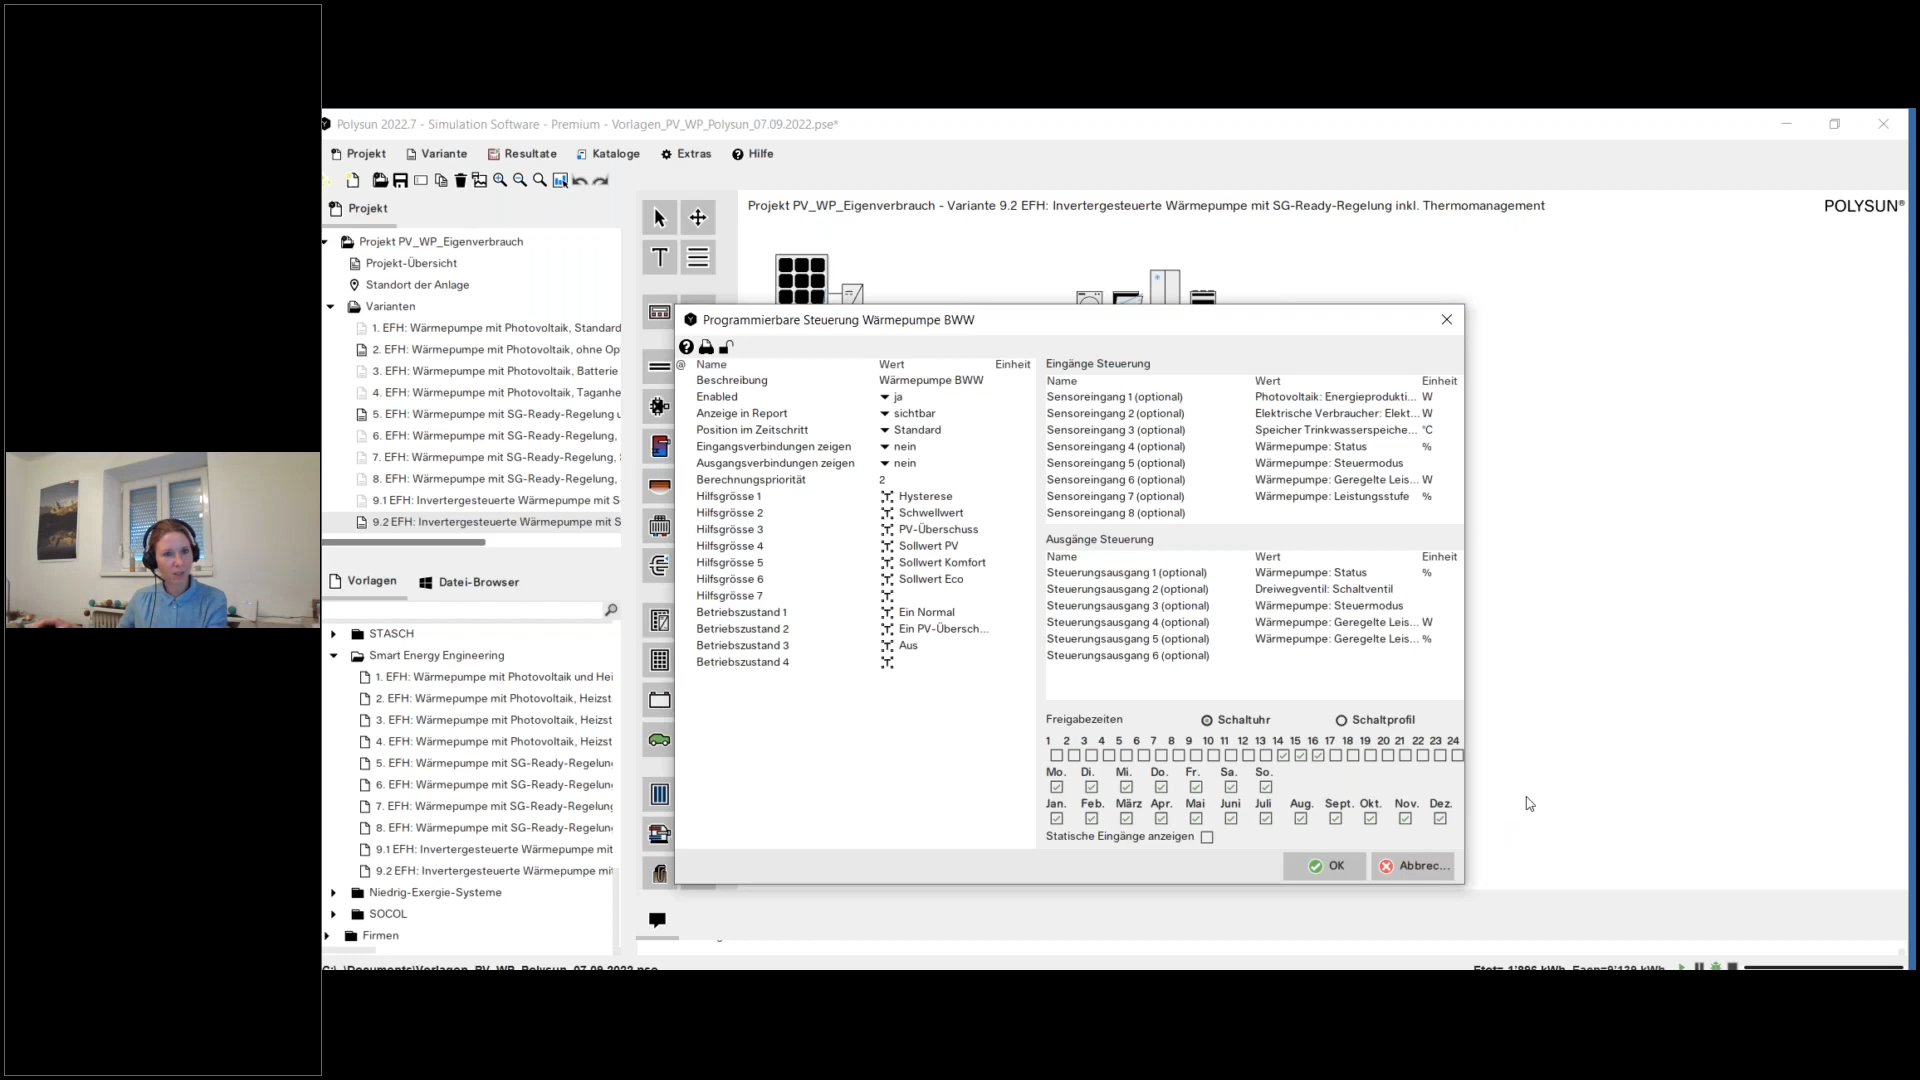 Polysun 2022.7 - Simulation Software - Premium - Vorlagen_PV_WP_Polysun_07.09.2022.pse*
Projekt Variante Resultate Kataloge Extras Hilfe
Projekt
Projekt PV_WP_Eigenverbrauch - Variante 9.2 EFH: Invertergesteuerte Wärmepumpe mit SG-Ready-Regelung inkl. Thermomanagement
POLYSUN®
Projekt PV_WP_Eigenverbrauch
Projekt-Übersicht
Standort der Anlage
Varianten
1. EFH: Wärmepumpe mit Photovoltaik, Standard
2. EFH: Wärmepumpe mit Photovoltaik, ohne Op
3. EFH: Wärmepumpe mit Photovoltaik, Batterie
4. EFH: Wärmepumpe mit Photovoltaik, Taganhe
5. EFH: Wärmepumpe mit SG-Ready-Regelung u
6. EFH: Wärmepumpe mit SG-Ready-Regelung,
7. EFH: Wärmepumpe mit SG-Ready-Regelung,
8. EFH: Wärmepumpe mit SG-Ready-Regelung,
9.1 EFH: Invertergesteuerte Wärmepumpe mit S
9.2 EFH: Invertergesteuerte Wärmepumpe mit S
Vorlagen Datei-Browser
STASCH
Smart Energy Engineering
1. EFH: Wärmepumpe mit Photovoltaik und Hei
2. EFH: Wärmepumpe mit Photovoltaik, Heizst
3. EFH: Wärmepumpe mit Photovoltaik, Heizst
4. EFH: Wärmepumpe mit Photovoltaik, Heizst
5. EFH: Wärmepumpe mit SG-Ready-Regelung
6. EFH: Wärmepumpe mit SG-Ready-Regelung
7. EFH: Wärmepumpe mit SG-Ready-Regelung
8. EFH: Wärmepumpe mit SG-Ready-Regelung
9.1 EFH: Invertergesteuerte Wärmepumpe mit
9.2 EFH: Invertergesteuerte Wärmepumpe mit
Niedrig-Exergie-Systeme
SOCOL
Firmen
T
Programmierbare Steuerung Wärmepumpe BWW
@ Name Wert Einheit
Beschreibung Wärmepumpe BWW
Enabled ja
Anzeige in Report sichtbar
Position im Zeitschritt Standard
Eingangsverbindungen zeigen nein
Ausgangsverbindungen zeigen nein
Berechnungspriorität 2
Hilfsgrösse 1 Hysterese
Hilfsgrösse 2 Schwellwert
Hilfsgrösse 3 PV-Überschuss
Hilfsgrösse 4 Sollwert PV
Hilfsgrösse 5 Sollwert Komfort
Hilfsgrösse 6 Sollwert Eco
Hilfsgrösse 7
Betriebszustand 1 Ein Normal
Betriebszustand 2 Ein PV-Übersch...
Betriebszustand 3 Aus
Betriebszustand 4
Eingänge Steuerung
Name Wert Einheit
Sensoreingang 1 (optional) Photovoltaik: Energieprodukti... W
Sensoreingang 2 (optional) Elektrische Verbraucher: Elekt... W
Sensoreingang 3 (optional) Speicher Trinkwasserspeiche... °C
Sensoreingang 4 (optional) Wärmepumpe: Status %
Sensoreingang 5 (optional) Wärmepumpe: Steuermodus
Sensoreingang 6 (optional) Wärmepumpe: Geregelte Leis... W
Sensoreingang 7 (optional) Wärmepumpe: Leistungsstufe %
Sensoreingang 8 (optional)
Ausgänge Steuerung
Name Wert Einheit
Steuerungsausgang 1 (optional) Wärmepumpe: Status %
Steuerungsausgang 2 (optional) Dreiwegventil: Schaltventil
Steuerungsausgang 3 (optional) Wärmepumpe: Steuermodus
Steuerungsausgang 4 (optional) Wärmepumpe: Geregelte Leis... W
Steuerungsausgang 5 (optional) Wärmepumpe: Geregelte Leis... %
Steuerungsausgang 6 (optional)
Freigabezeiten Schaltuhr Schaltprofil
1 2 3 4 5 6 7 8 9 10 11 12 13 14 15 16 17 18 19 20 21 22 23 24
Mo. Di. Mi. Do. Fr. Sa. So.
Jan. Feb. März Apr. Mai Juni Juli Aug. Sept. Okt. Nov. Dez.
Statische Eingänge anzeigen
OK Abbrec...